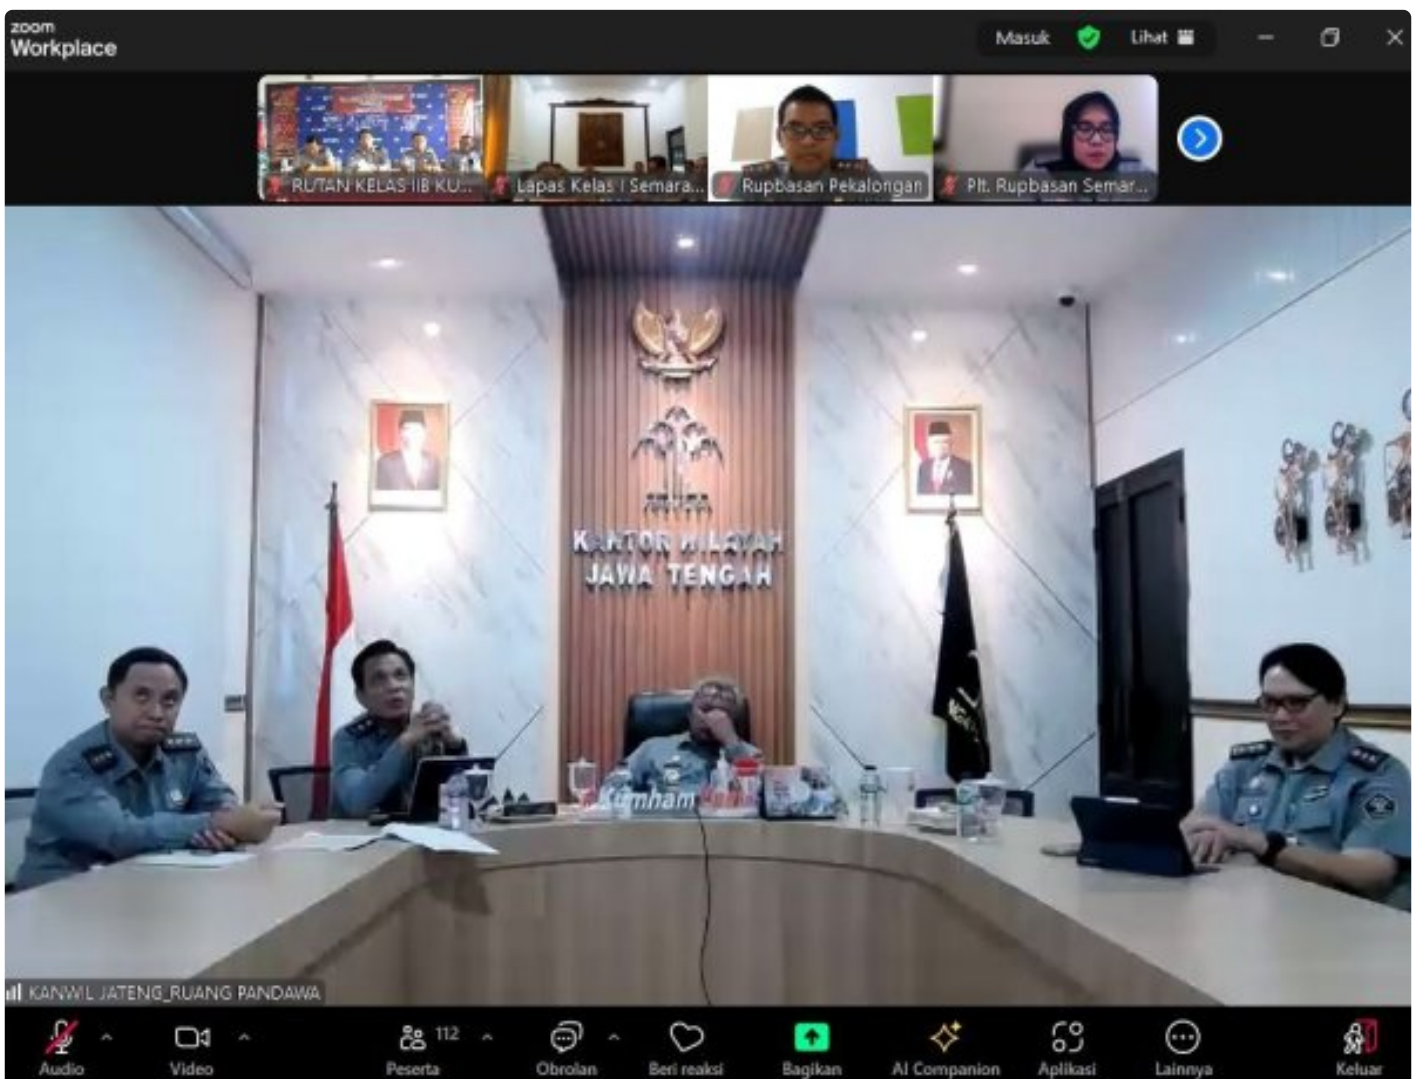 zoom
Workplace
Masuk
Lihat
RUTAN KELAS IIB KU...
Lapas Kelas I Semara...
Rupbasan Pekalongan
Plt. Rupbasan Semar...
KANTOR WILAYAH
JAWA TENGAH
Kumham
KANWIL JATENG_RUANG PANDAWA
112
Audio
Video
Peserta
Obrolan
Beri reaksi
Bagikan
AI Companion
Aplikasi
Lainnya
Keluar